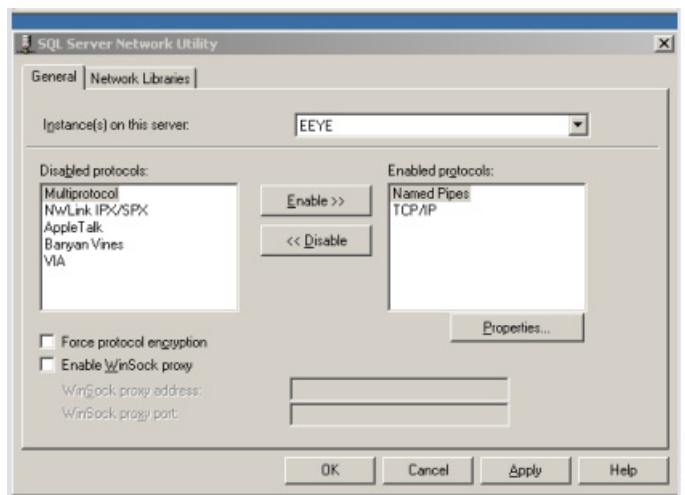 SQL Server Network Utility
General Network Libraries
Instance(s) on this server: EEYE
Disabled protocols:
Multiprotocol
NWLink IPX/SPX
AppleTalk
Banyan Vines
VIA
Enable >>
<< Disable
Enabled protocols:
Named Pipes
TCP/IP
Properties...
Force protocol encryption
Enable WinSock proxy
WinSock proxy address:
WinSock proxy port:
OK Cancel Apply Help